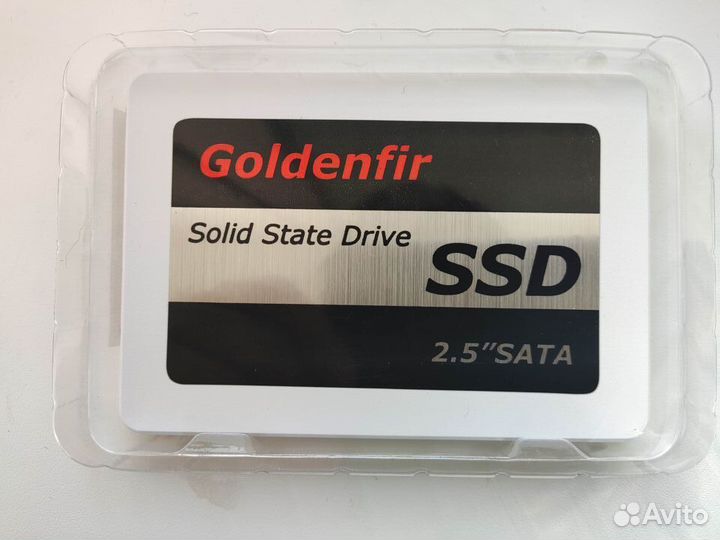 Goldenfir
Solid State Drive
SSD
2.5"SATA
Avito